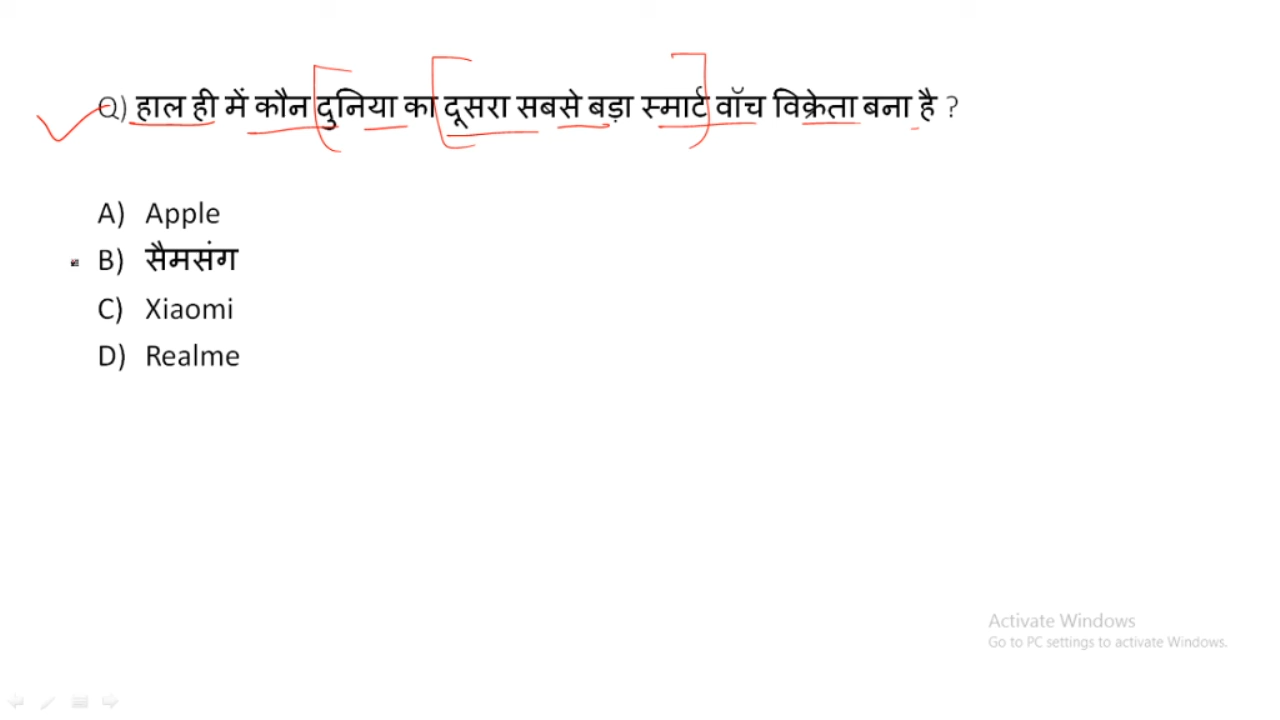 Q) हाल ही में कौन दुनिया का दूसरा सबसे बड़ा स्मार्ट वॉच विक्रेता बना है ?
A) Apple
B) सैमसंग
C) Xiaomi
D) Realme
Activate Windows
Go to PC settings to activate Windows.